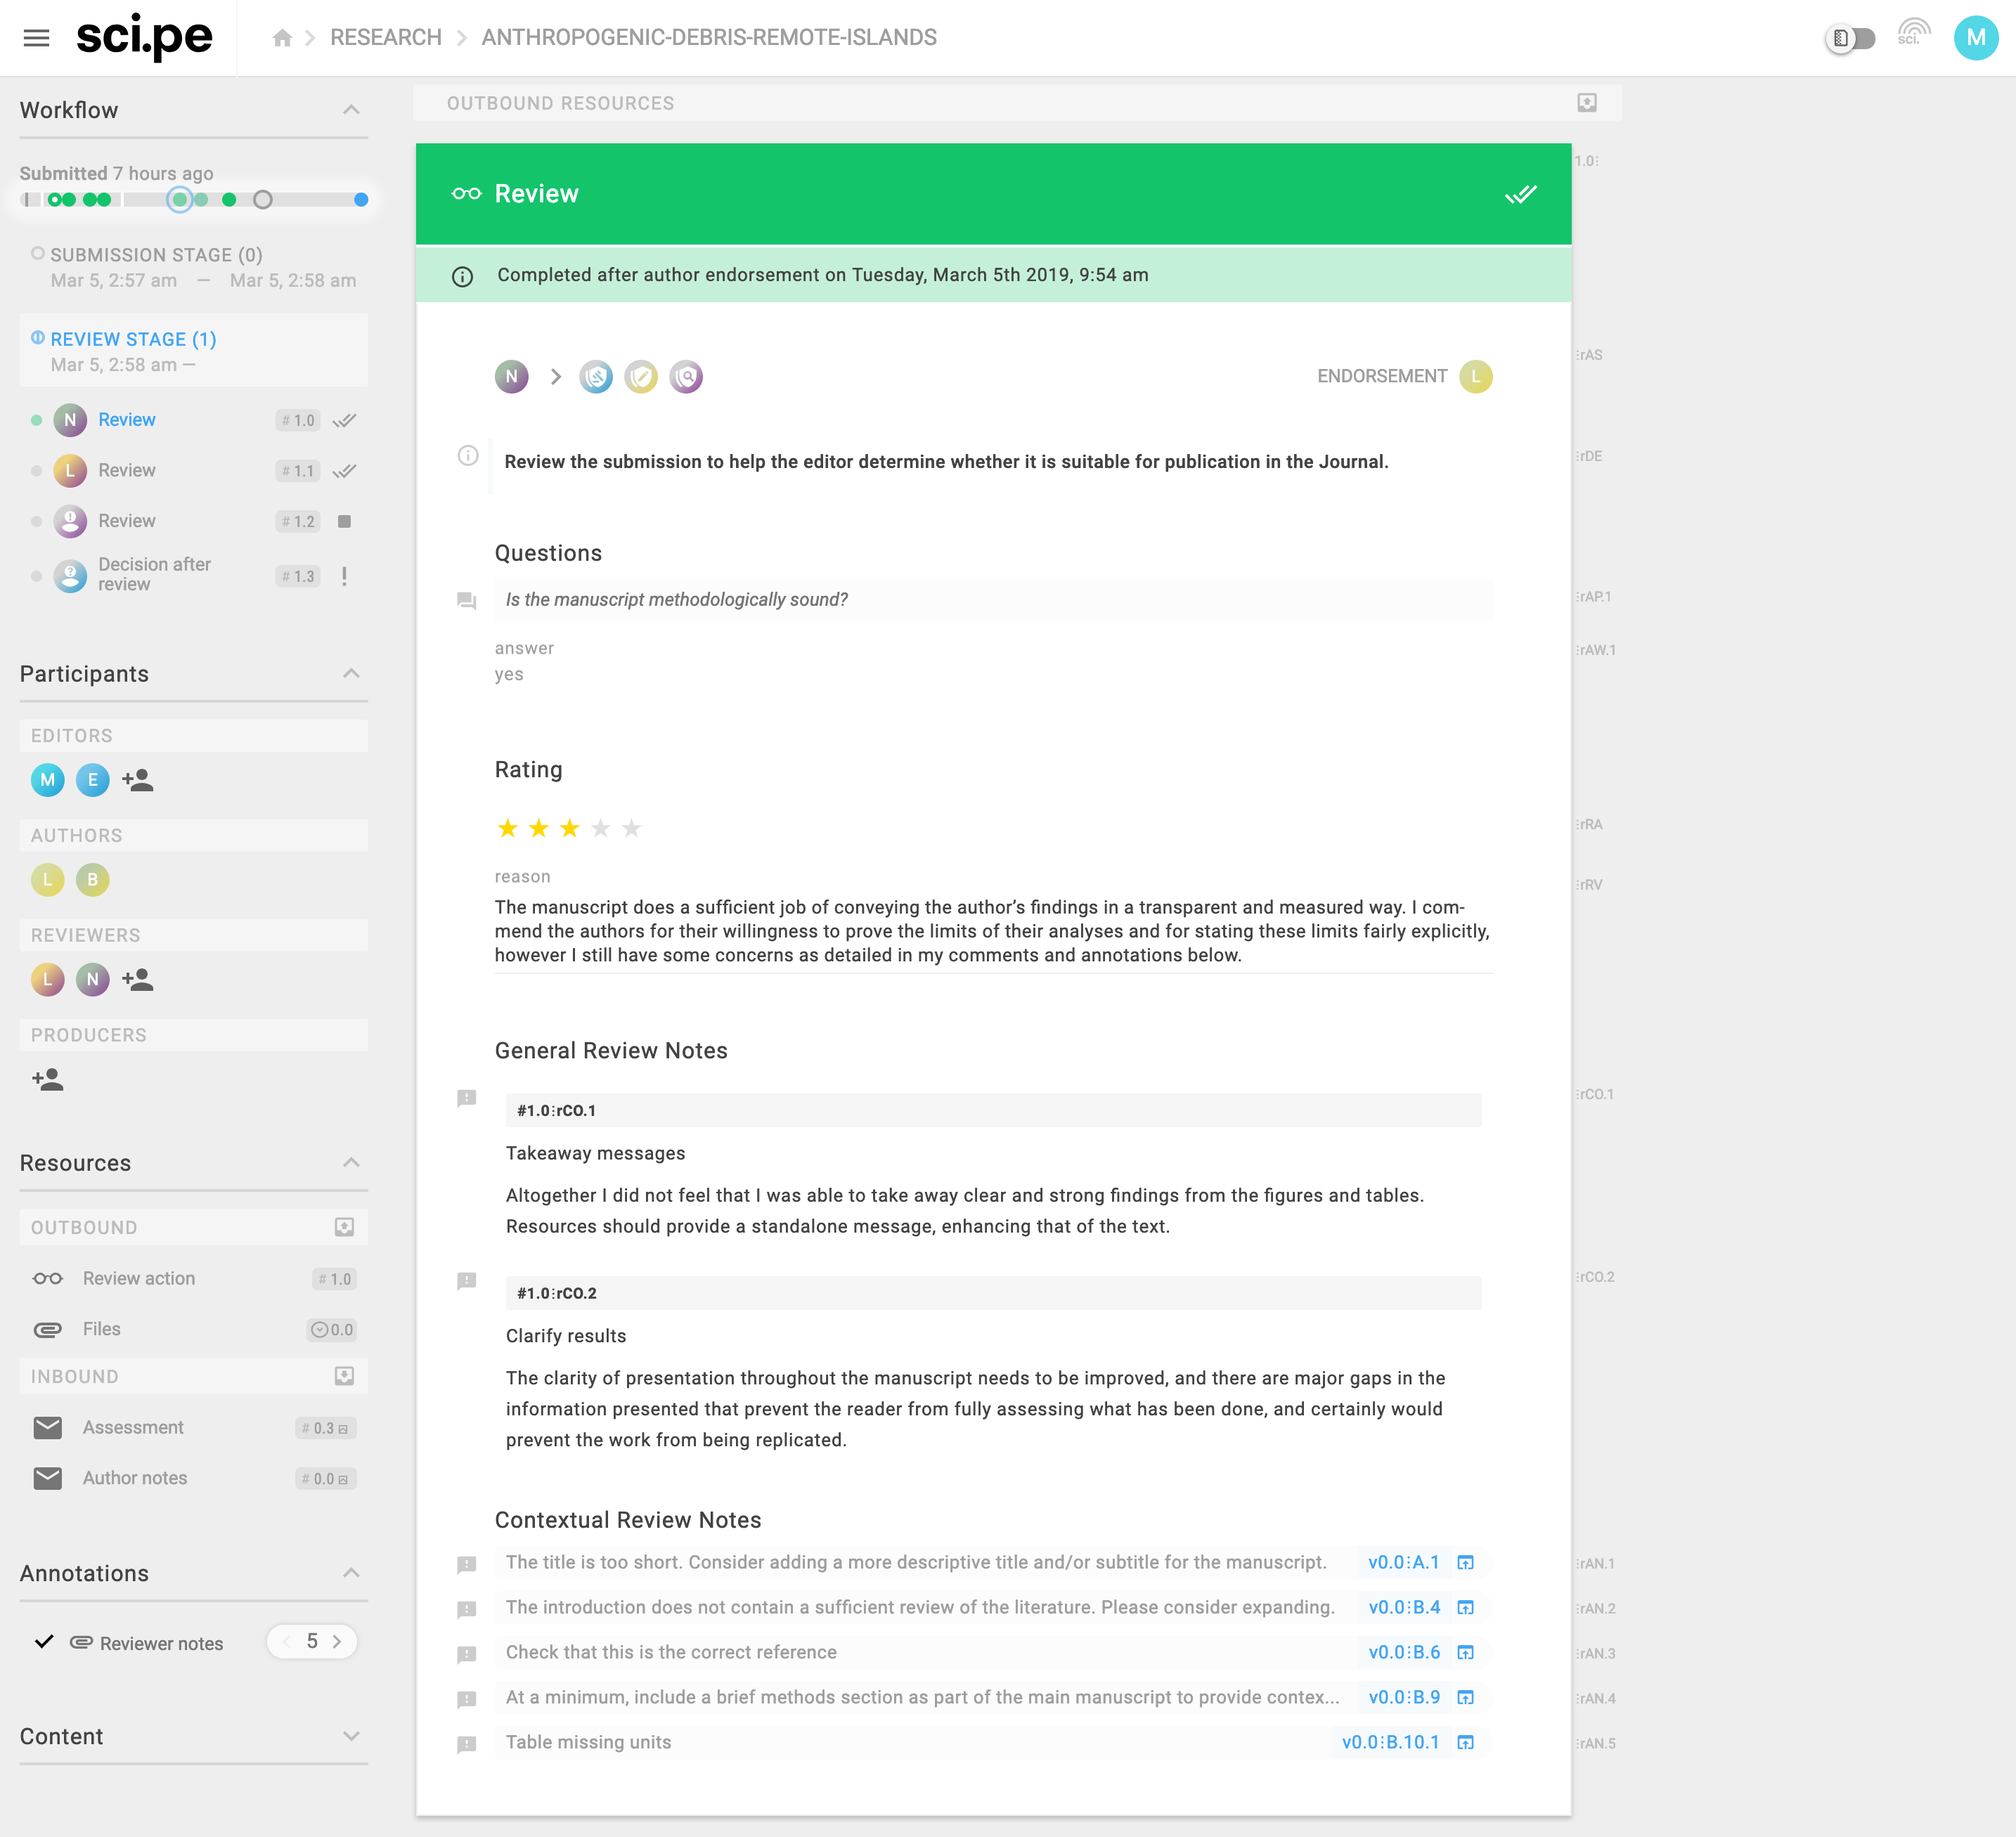 sci.pe
RESEARCH
ANTHROPOGENIC-DEBRIS-REMOTE-ISLANDS
sci.
M
Workflow
Submitted 7 hours ago
SUBMISSION STAGE (0)
Mar 5, 2:57 am — Mar 5, 2:58 am
REVIEW STAGE (1)
Mar 5, 2:58 am —
N Review # 1.0
L Review # 1.1
Review # 1.2
Decision after
review
# 1.3
Participants
EDITORS
M E
AUTHORS
L B
REVIEWERS
L N
PRODUCERS
Resources
OUTBOUND
Review action # 1.0
Files 0.0
INBOUND
Assessment # 0.3
Author notes # 0.0
Annotations
Reviewer notes 5
Content
OUTBOUND RESOURCES
Review
1.0⁝
Completed after author endorsement on Tuesday, March 5th 2019, 9:54 am
N ENDORSEMENT L
⁝rAS
Review the submission to help the editor determine whether it is suitable for publication in the Journal.
⁝rDE
Questions
Is the manuscript methodologically sound?
⁝rAP.1
answer
⁝rAW.1
yes
Rating
⁝rRA
reason
⁝rRV
The manuscript does a sufficient job of conveying the author’s findings in a transparent and measured way. I com-
mend the authors for their willingness to prove the limits of their analyses and for stating these limits fairly explicitly,
however I still have some concerns as detailed in my comments and annotations below.
General Review Notes
#1.0⁝rCO.1
⁝rCO.1
Takeaway messages
Altogether I did not feel that I was able to take away clear and strong findings from the figures and tables.
Resources should provide a standalone message, enhancing that of the text.
#1.0⁝rCO.2
⁝rCO.2
Clarify results
The clarity of presentation throughout the manuscript needs to be improved, and there are major gaps in the
information presented that prevent the reader from fully assessing what has been done, and certainly would
prevent the work from being replicated.
Contextual Review Notes
The title is too short. Consider adding a more descriptive title and/or subtitle for the manuscript. v0.0⁝A.1 ⁝rAN.1
The introduction does not contain a sufficient review of the literature. Please consider expanding. v0.0⁝B.4 ⁝rAN.2
Check that this is the correct reference v0.0⁝B.6 ⁝rAN.3
At a minimum, include a brief methods section as part of the main manuscript to provide contex... v0.0⁝B.9 ⁝rAN.4
Table missing units v0.0⁝B.10.1 ⁝rAN.5